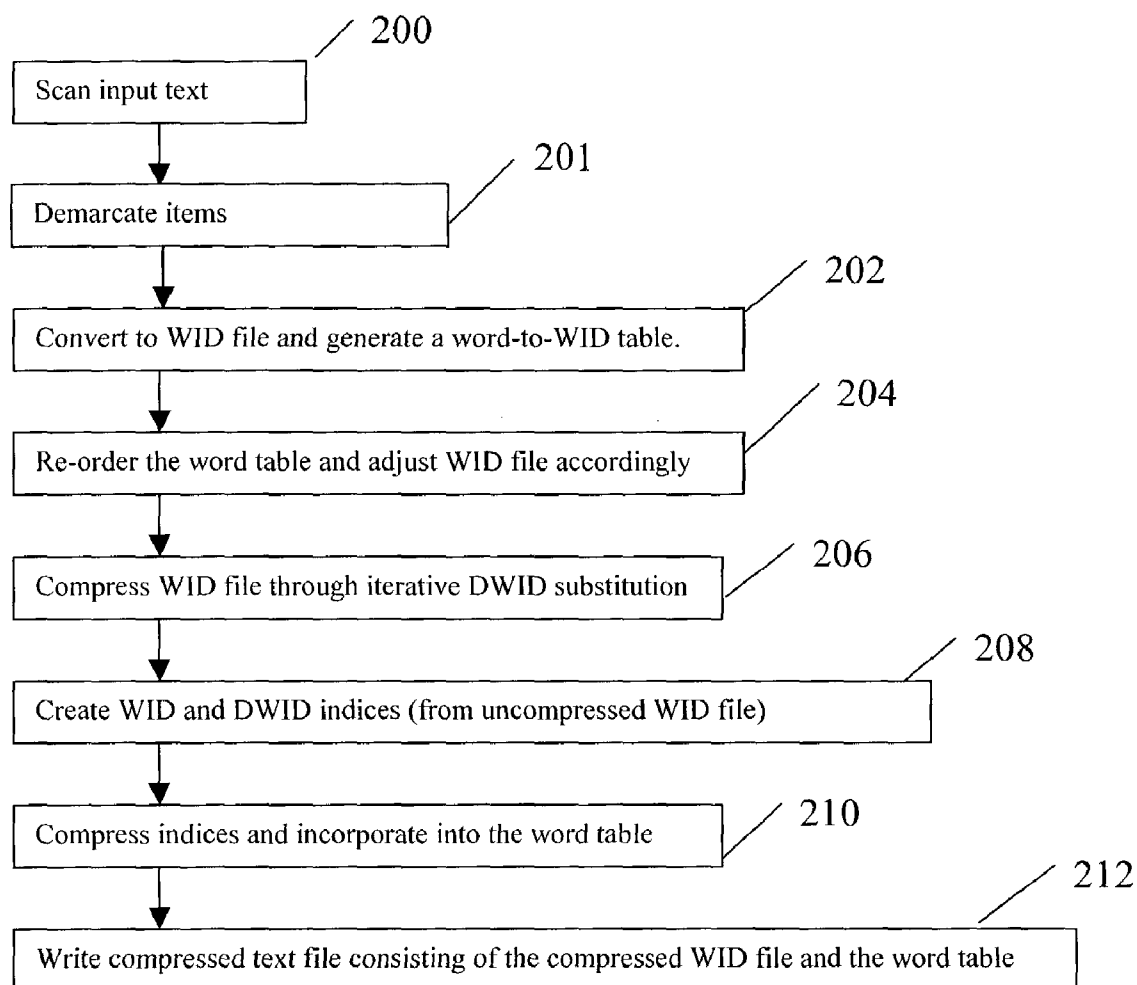 200
Scan input text
201
Demarcate items
202
Convert to WID file and generate a word-to-WID table.
204
Re-order the word table and adjust WID file accordingly
206
Compress WID file through iterative DWID substitution
208
Create WID and DWID indices (from uncompressed WID file)
210
Compress indices and incorporate into the word table
212
Write compressed text file consisting of the compressed WID file and the word table